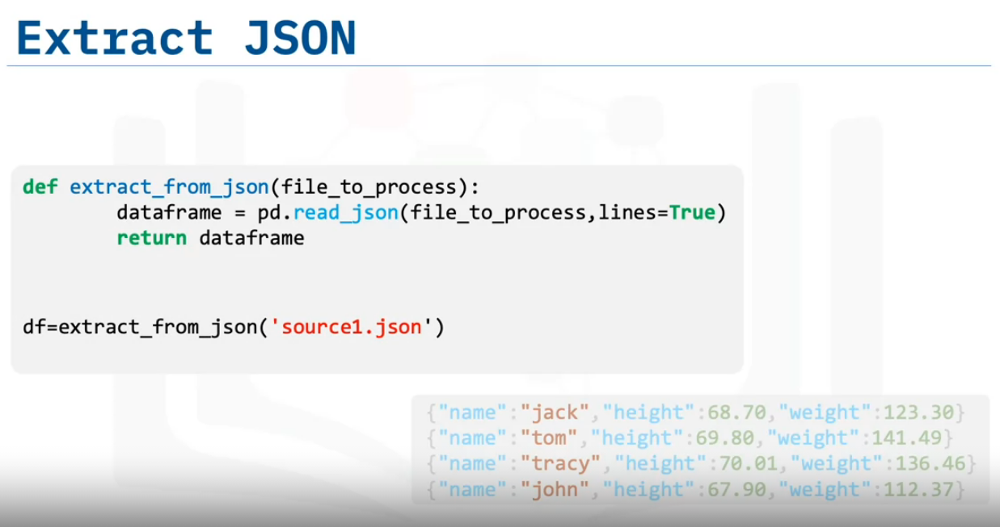 Extract JSON
def extract_from_json(file_to_process):
        dataframe = pd.read_json(file_to_process,lines=True)
        return dataframe
df=extract_from_json('source1.json')
{"name":"jack","height":68.70,"weight":123.30}
{"name":"tom","height":69.80,"weight":141.49}
{"name":"tracy","height":70.01,"weight":136.46}
{"name":"john","height":67.90,"weight":112.37}